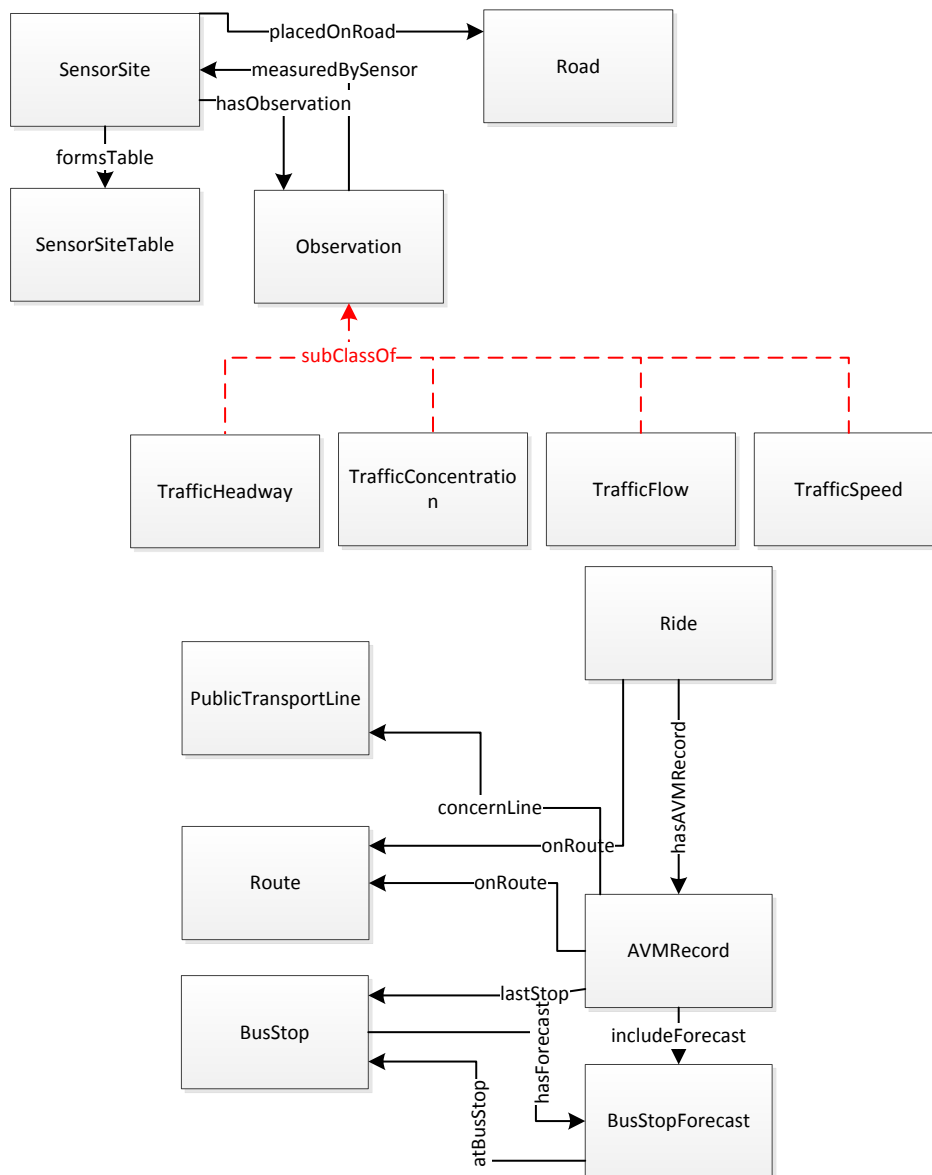 placedOnRoad
SensorSite
measuredBySensor
Road
hasObservation
formsTable
SensorSiteTable
Observation
subClassOf
TrafficHeadway
TrafficConcentratio
n
TrafficFlow
TrafficSpeed
Ride
PublicTransportLine
hasAVMRecord
concernLine
onRoute
Route
onRoute
AVMRecord
lastStop
BusStop
hasForecast
includeForecast
atBusStop
BusStopForecast